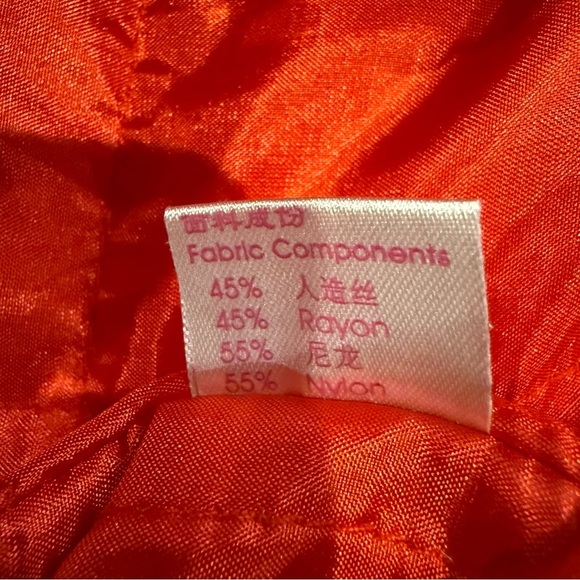 面料成份
Fabric Components
45% 人造丝
45% Rayon
55% 尼龙
55% Nylon